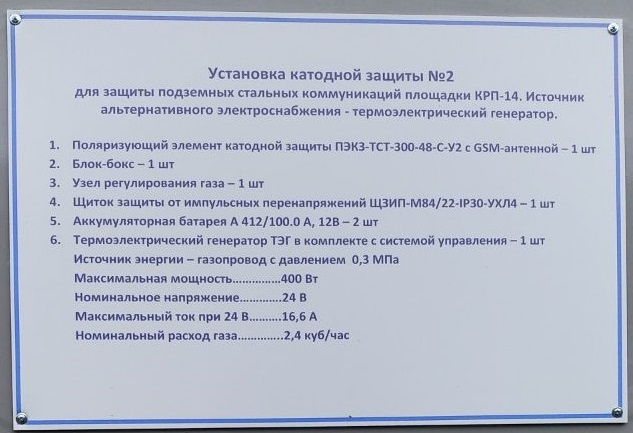 Установка катодной защиты №2
для защиты подземных стальных коммуникаций площадки КРП-14. Источник
альтернативного электроснабжения - термоэлектрический генератор.
1. Поляризующий элемент катодной защиты ПЭКЗ-ТСТ-300-48-С-У2 с GSM-антенной – 1 шт
2. Блок-бокс – 1 шт
3. Узел регулирования газа – 1 шт
4. Щиток защиты от импульсных перенапряжений ЩЗИП-М84/22-IP30-УХЛ4 – 1 шт
5. Аккумуляторная батарея А 412/100.0 А, 12В – 2 шт
6. Термоэлектрический генератор ТЭГ в комплекте с системой управления – 1 шт
Источник энергии – газопровод с давлением 0,3 МПа
Максимальная мощность……………400 Вт
Номинальное напряжение………….24 В
Максимальный ток при 24 В……….16,6 А
Номинальный расход газа…………..2,4 куб/час